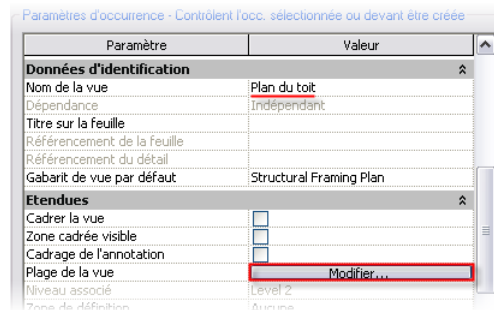 Paramètres d'occurrence - Contrôlent l'occ. sélectionnée ou devant être créée
Paramètre Valeur
Données d'identification
Nom de la vue Plan du toit
Dépendance Indépendant
Titre sur la feuille
Référencement de la feuille
Référencement du détail
Gabarit de vue par défaut Structural Framing Plan
Etendues
Cadrer la vue
Zone cadrée visible
Cadrage de l'annotation
Plage de la vue Modifier...
Niveau associé Level 2
Zone de définition Aucune